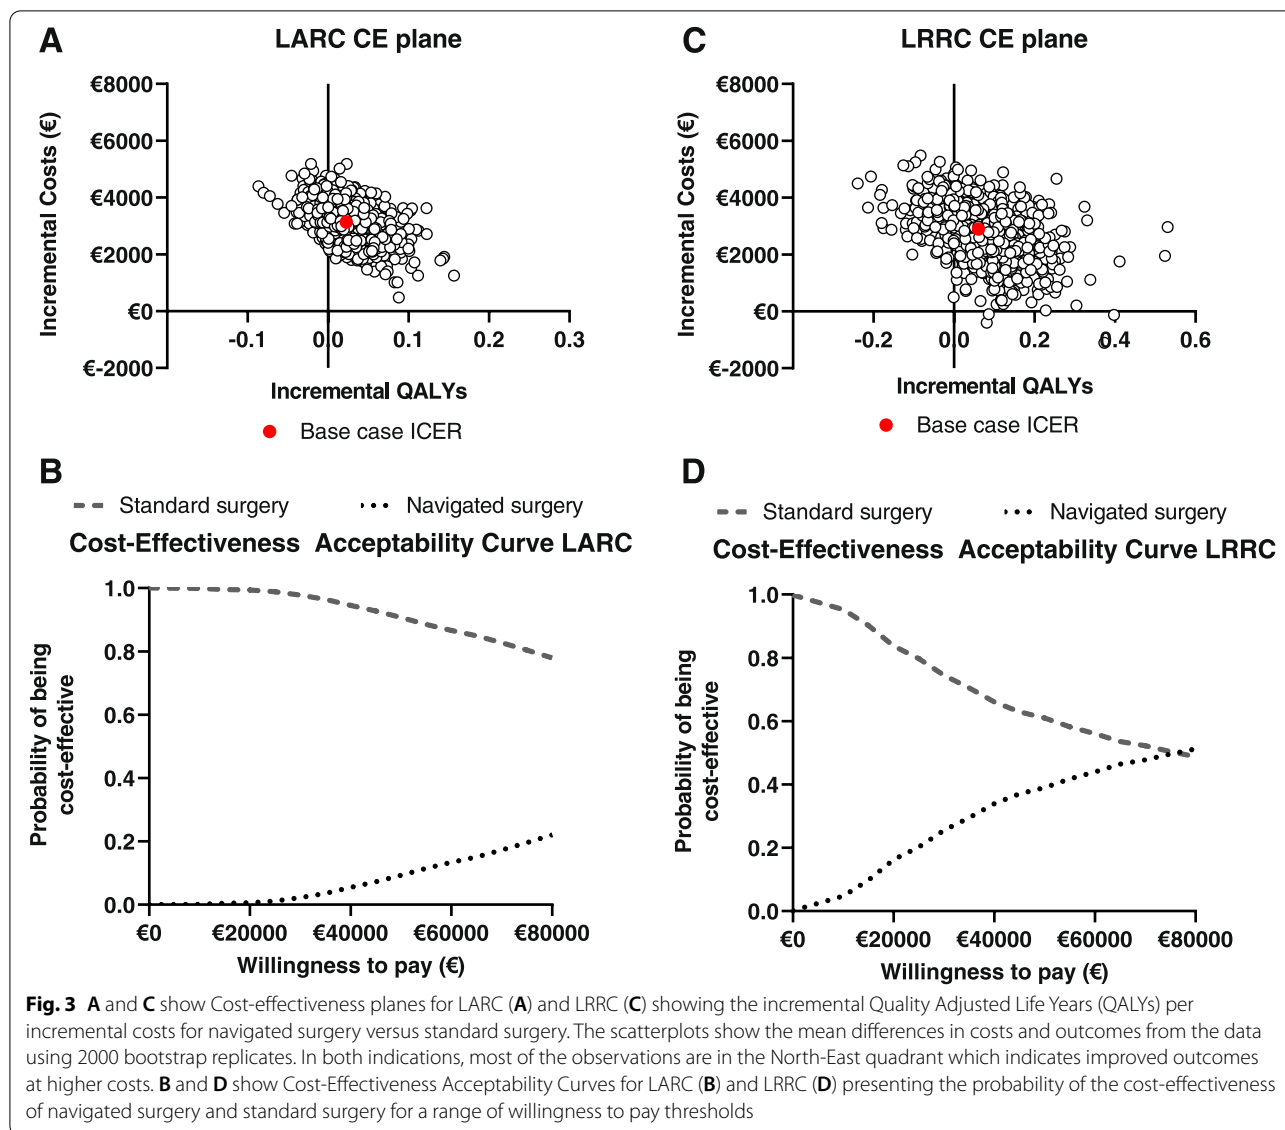 A
LARC CE plane
Incremental Costs (€)
€8000
€6000
€4000
€2000
€0
€-2000
-0.1
0.0
0.1
0.2
0.3
Incremental QALYs
Base case ICER
C
LRRC CE plane
Incremental Costs (€)
€8000
€6000
€4000
€2000
€0
€-2000
-0.2
0.0
0.2
0.4
0.6
Incremental QALYs
Base case ICER
B
Standard surgery
Navigated surgery
Cost-Effectiveness Acceptability Curve LARC
Probability of being
cost-effective
1.0
0.8
0.6
0.4
0.2
0.0
€0
€20000
€40000
€60000
€80000
Willingness to pay (€)
D
Standard surgery
Navigated surgery
Cost-Effectiveness Acceptability Curve LRRC
Probability of being
cost-effective
1.0
0.8
0.6
0.4
0.2
0.0
€0
€20000
€40000
€60000
€80000
Willingness to pay (€)
Fig. 3 A and C show Cost-effectiveness planes for LARC (A) and LRRC (C) showing the incremental Quality Adjusted Life Years (QALYs) per
incremental costs for navigated surgery versus standard surgery. The scatterplots show the mean differences in costs and outcomes from the data
using 2000 bootstrap replicates. In both indications, most of the observations are in the North-East quadrant which indicates improved outcomes
at higher costs. B and D show Cost-Effectiveness Acceptability Curves for LARC (B) and LRRC (D) presenting the probability of the cost-effectiveness
of navigated surgery and standard surgery for a range of willingness to pay thresholds